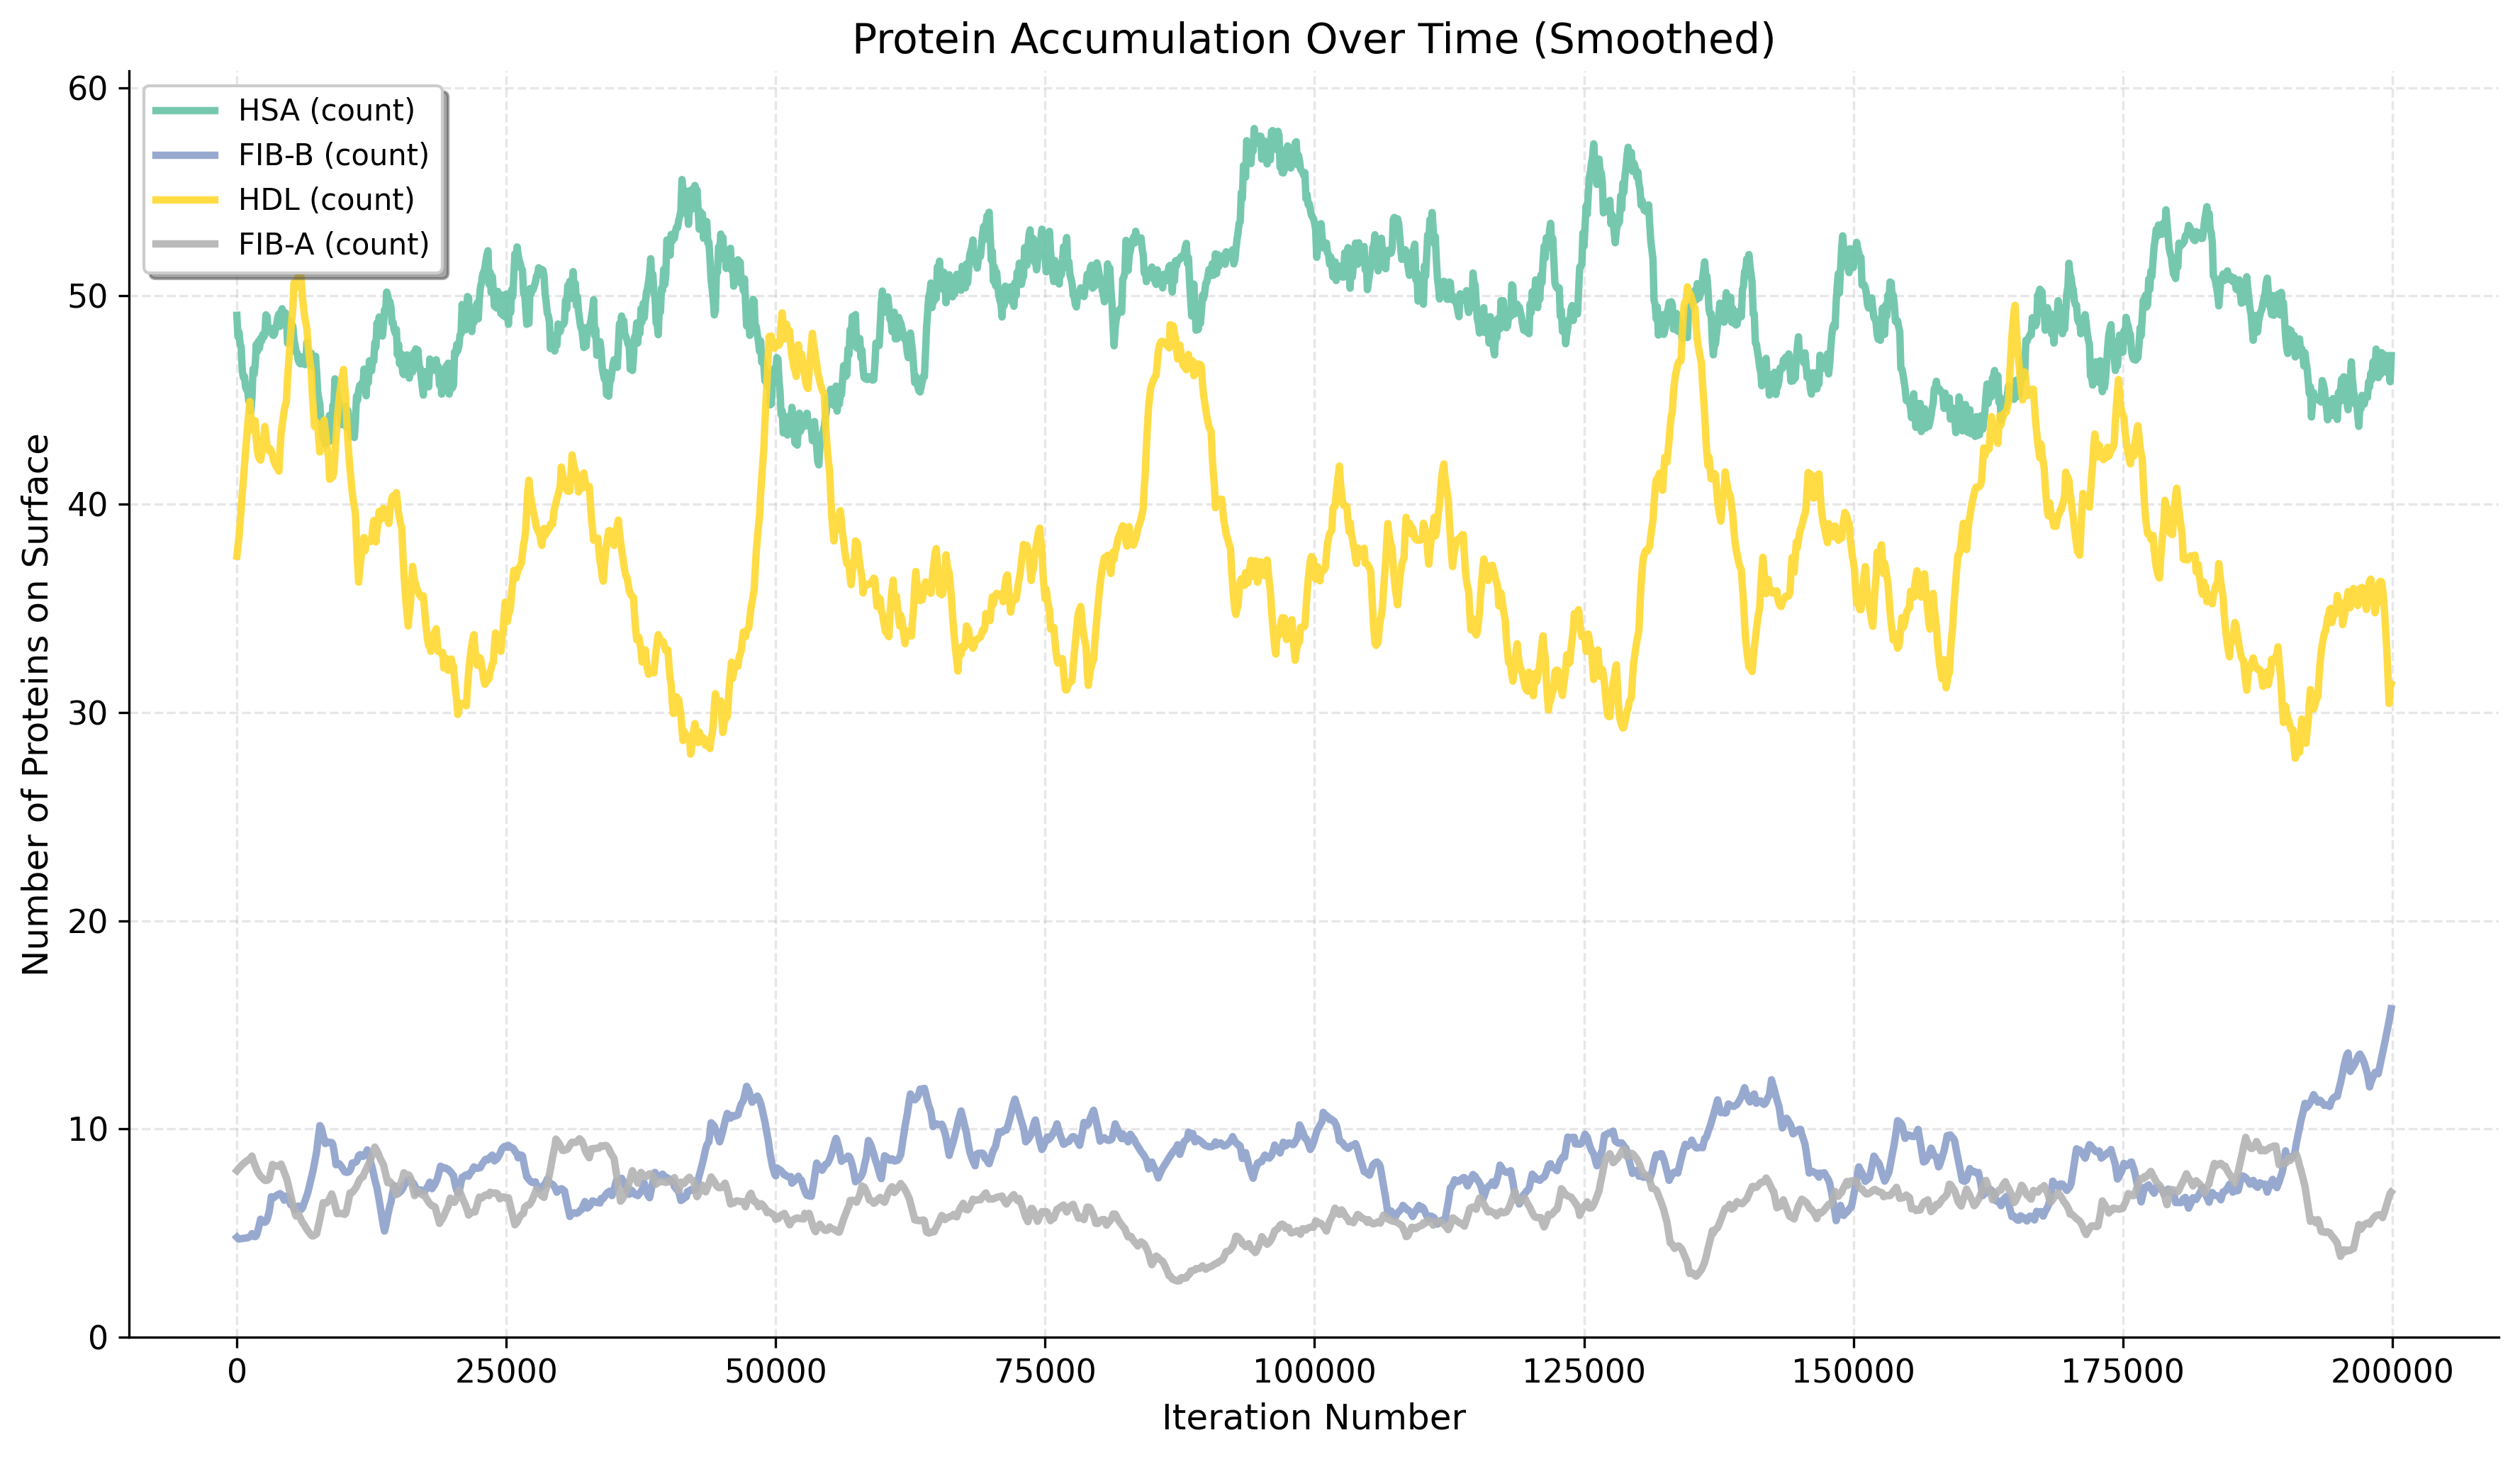 Protein Accumulation Over Time (Smoothed)
HSA (count)
FIB-B (count)
HDL (count)
FIB-A (count)
Number of Proteins on Surface
60
50
40
30
20
10
0
0 25000 50000 75000 100000 125000 150000 175000 200000
Iteration Number